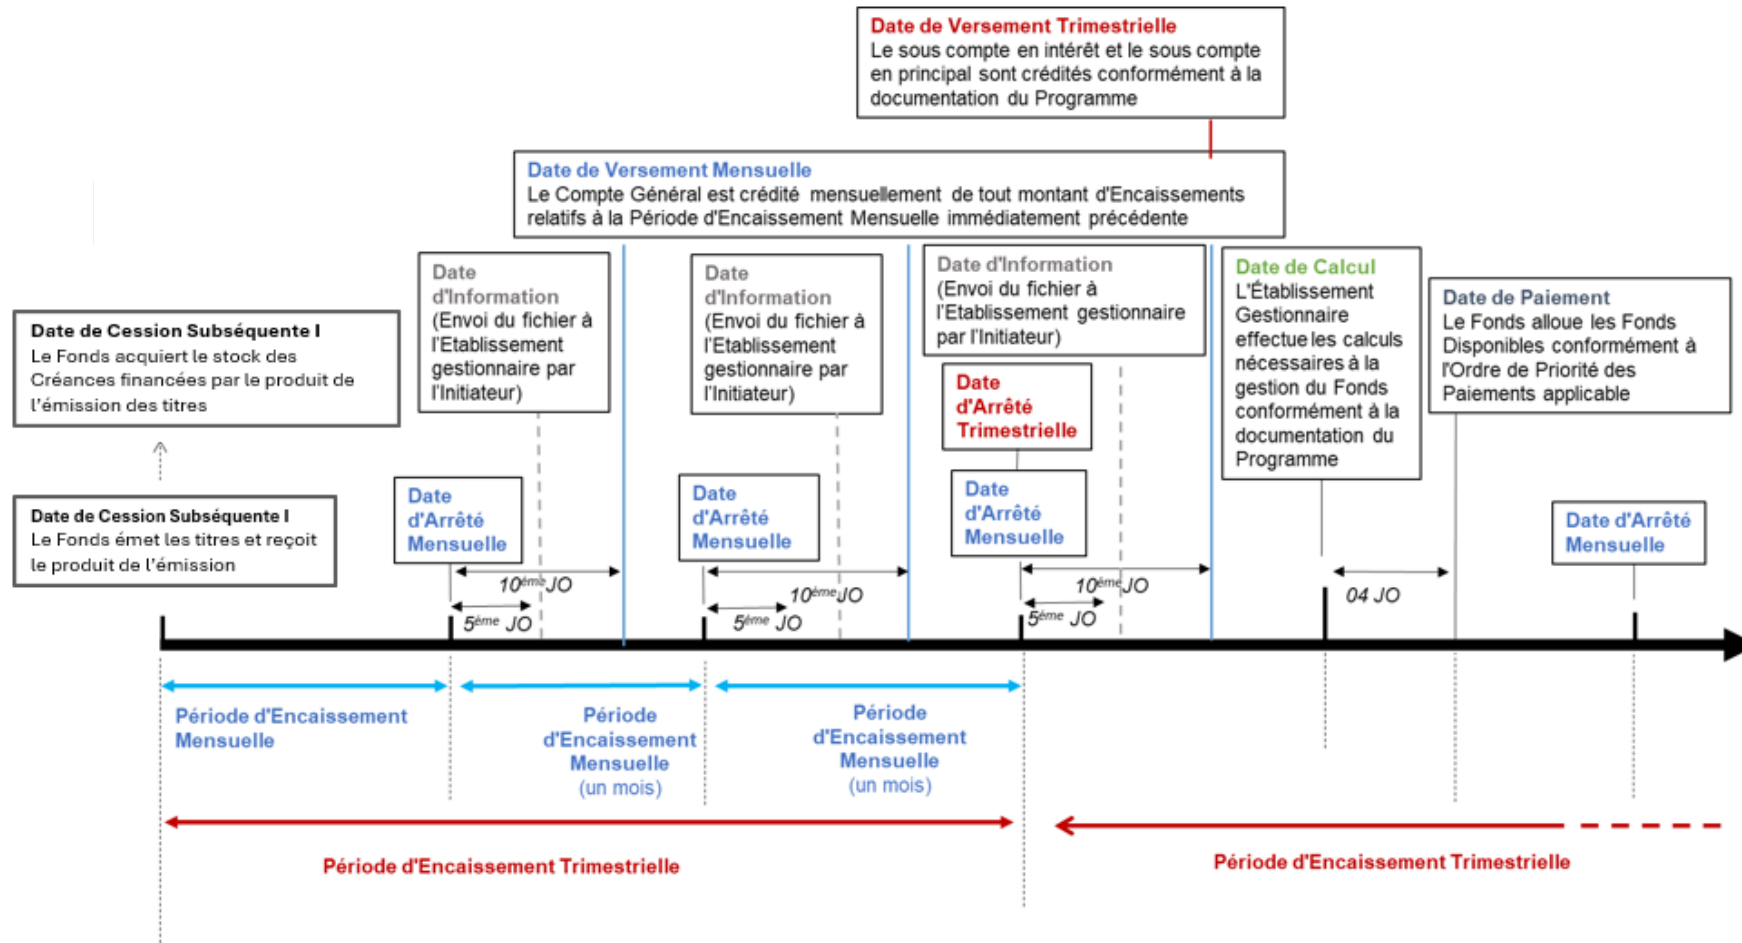 Date de Versement Trimestrielle
Le sous compte en intérêt et le sous compte
en principal sont crédités conformément à la
documentation du Programme
Date de Versement Mensuelle
Le Compte Général est crédité mensuellement de tout montant d'Encaissements
relatifs à la Période d'Encaissement Mensuelle immédiatement précédente
Date
d'Information
(Envoi du fichier à
l'Etablissement
gestionnaire par
l'Initiateur)
Date
d'Information
(Envoi du fichier à
l'Etablissement
gestionnaire par
l'Initiateur)
Date d'Information
(Envoi du fichier à
l'Etablissement gestionnaire
par l'Initiateur)
Date de Calcul
L'Établissement
Gestionnaire
effectue les calculs
nécessaires à la
gestion du Fonds
conformément à la
documentation du
Programme
Date de Paiement
Le Fonds alloue les Fonds
Disponibles conformément à
l'Ordre de Priorité des
Paiements applicable
Date de Cession Subséquente I
Le Fonds acquiert le stock des
Créances financées par le produit de
l'émission des titres
Date
d'Arrêté
Trimestrielle
Date de Cession Subséquente I
Le Fonds émet les titres et reçoit
le produit de l'émission
Date
d'Arrêté
Mensuelle
Date
d'Arrêté
Mensuelle
Date
d'Arrêté
Mensuelle
Date d'Arrêté
Mensuelle
10ème JO
5ème JO
10ème JO
5ème JO
10ème JO
5ème JO
04 JO
Période d'Encaissement
Mensuelle
Période
d'Encaissement
Mensuelle
(un mois)
Période
d'Encaissement
Mensuelle
(un mois)
Période d'Encaissement Trimestrielle
Période d'Encaissement Trimestrielle